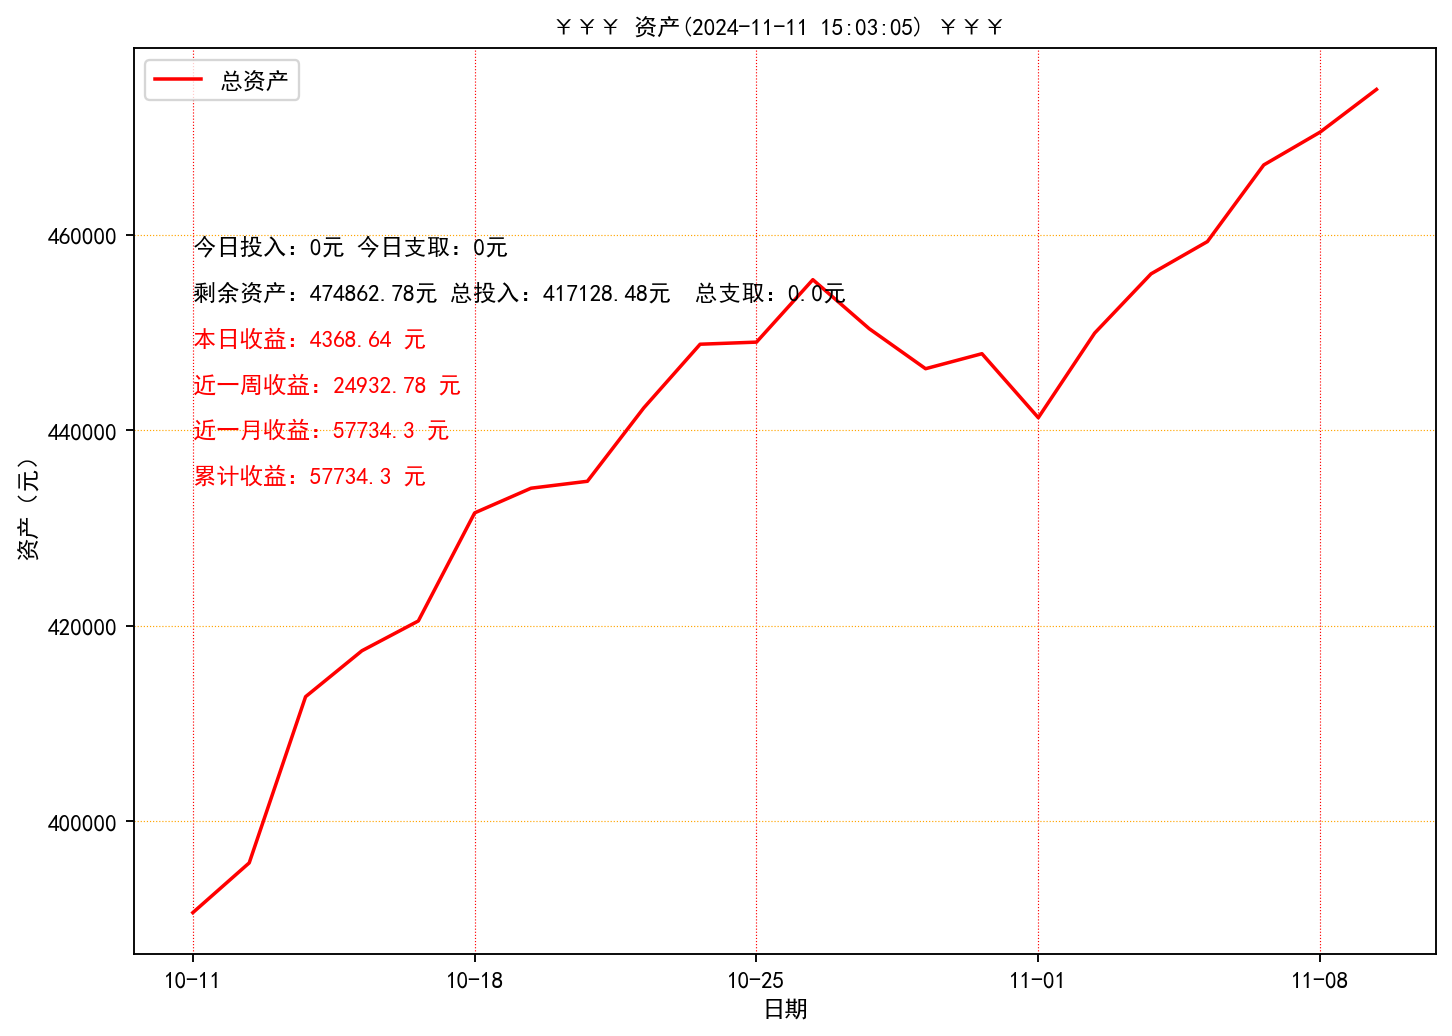 ￥￥￥ 资产(2024-11-11 15:03:05) ￥￥￥
总资产
今日投入：0元 今日支取：0元
剩余资产：474862.78元 总投入：417128.48元 总支取：0.0元
本日收益：4368.64 元
近一周收益：24932.78 元
近一月收益：57734.3 元
累计收益：57734.3 元
资产（元）
460000
440000
420000
400000
10-11 10-18 10-25 11-01 11-08
日期